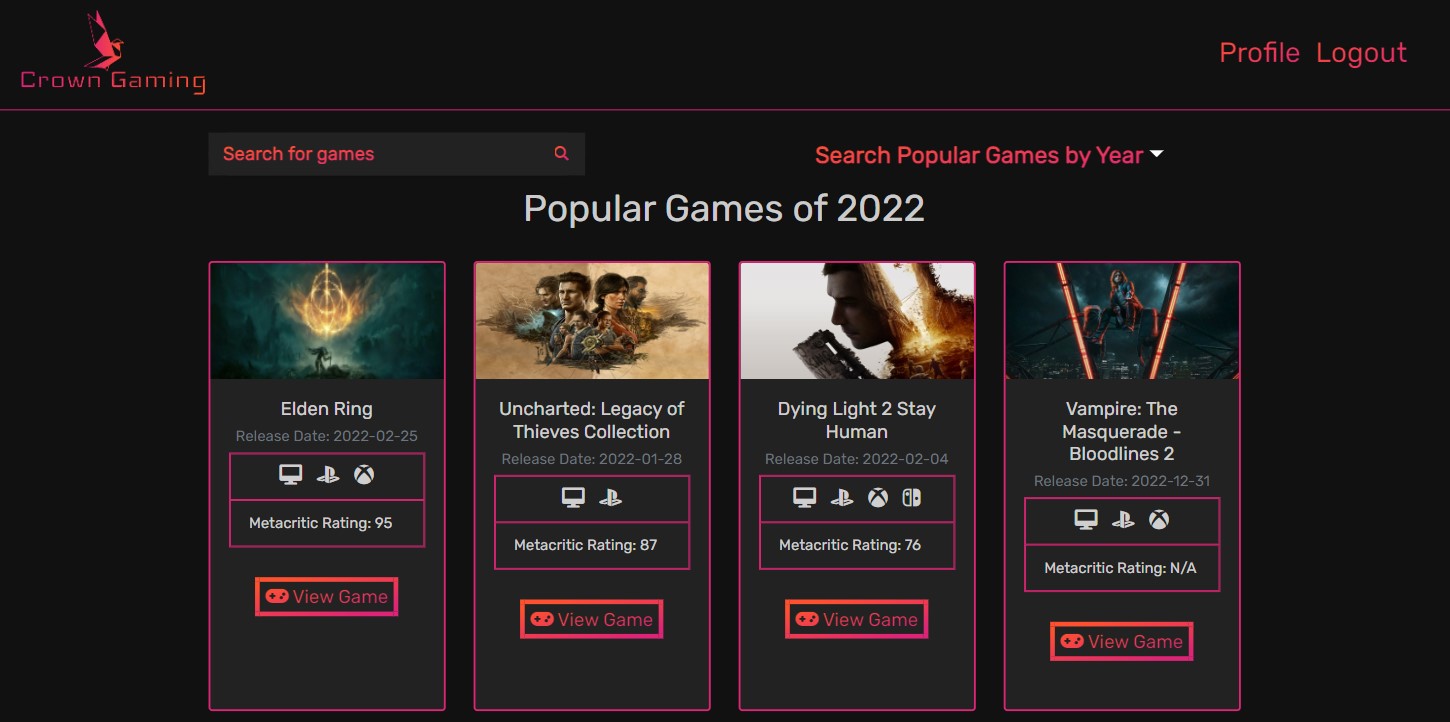 Crown Gaming
Profile Logout
Search for games
Search Popular Games by Year
Popular Games of 2022
Elden Ring
Release Date: 2022-02-25
Metacritic Rating: 95
View Game
Uncharted: Legacy of
Thieves Collection
Release Date: 2022-01-28
Metacritic Rating: 87
View Game
Dying Light 2 Stay
Human
Release Date: 2022-02-04
Metacritic Rating: 76
View Game
Vampire: The
Masquerade -
Bloodlines 2
Release Date: 2022-12-31
Metacritic Rating: N/A
View Game